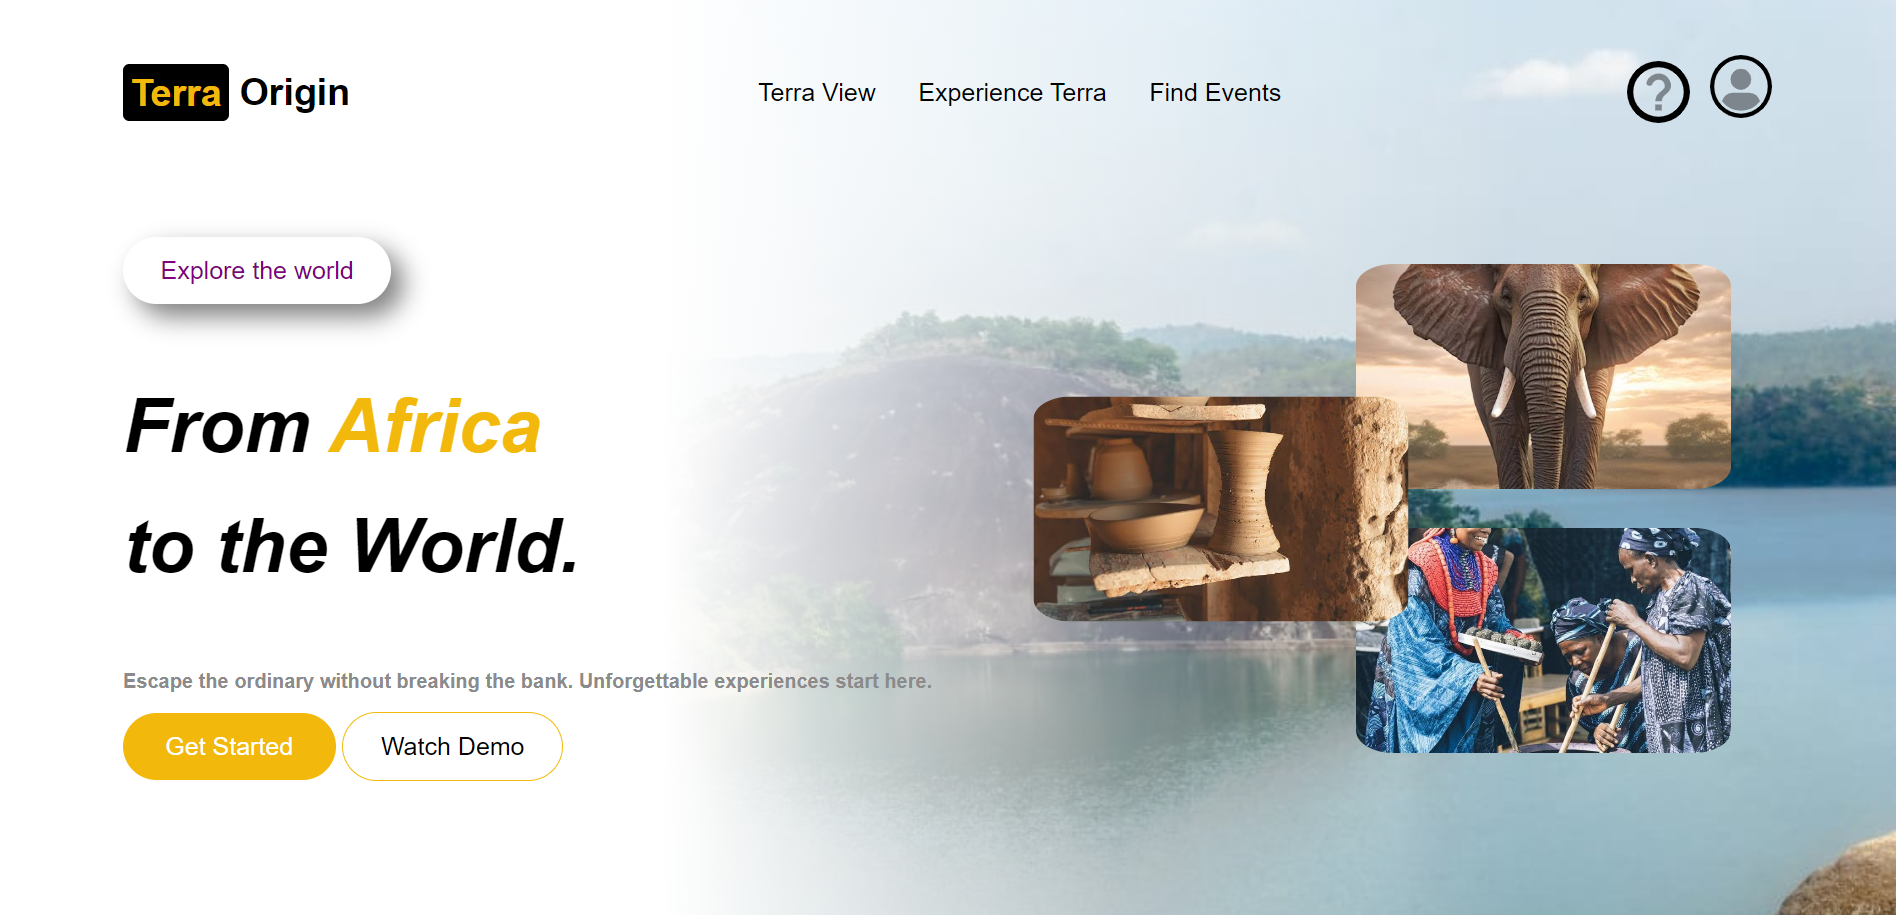 Terra Origin
Terra View
Experience Terra
Find Events
?
Explore the world
From Africa
to the World.
Escape the ordinary without breaking the bank. Unforgettable experiences start here.
Get Started
Watch Demo